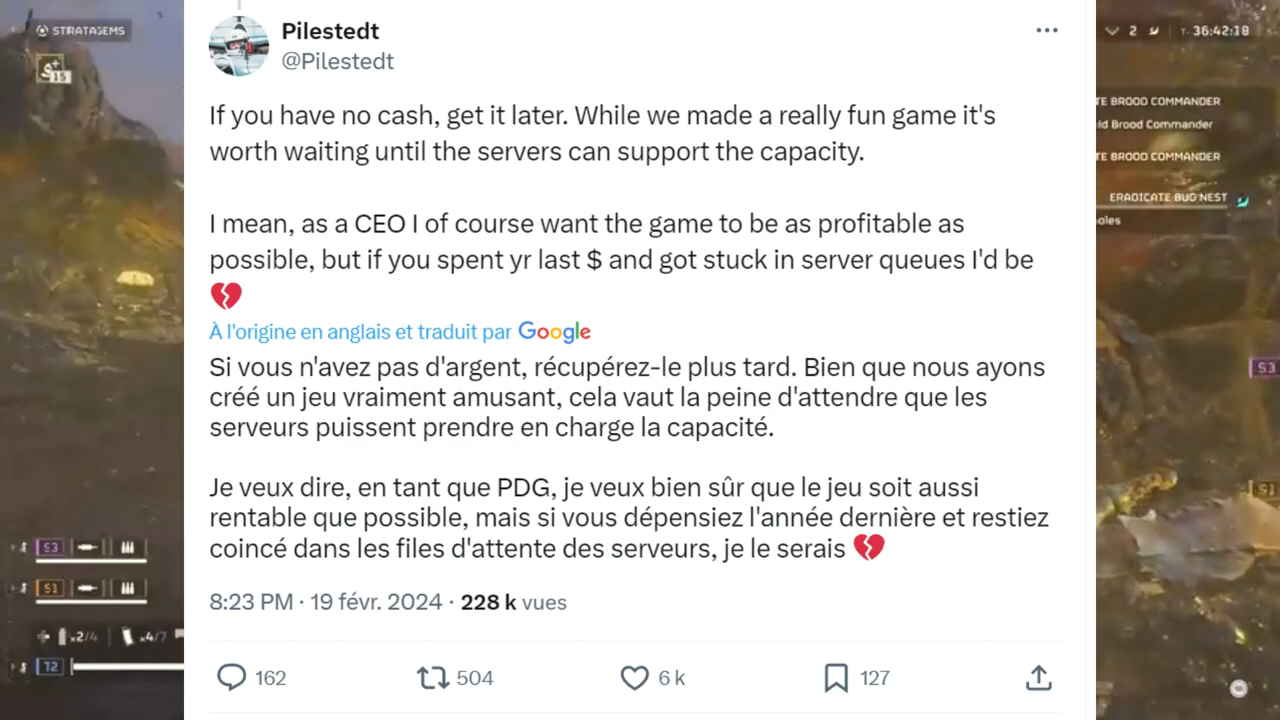 STRATAGEMS
15
Pilestedt
@Pilestedt
If you have no cash, get it later. While we made a really fun game it's
worth waiting until the servers can support the capacity.
I mean, as a CEO I of course want the game to be as profitable as
possible, but if you spent yr last $ and got stuck in server queues I'd be
💔
À l'origine en anglais et traduit par Google
Si vous n'avez pas d'argent, récupérez-le plus tard. Bien que nous ayons
créé un jeu vraiment amusant, cela vaut la peine d'attendre que les
serveurs puissent prendre en charge la capacité.
Je veux dire, en tant que PDG, je veux bien sûr que le jeu soit aussi
rentable que possible, mais si vous dépensiez l'année dernière et restiez
coincé dans les files d'attente des serveurs, je le serais 💔
8:23 PM · 19 févr. 2024 · 228 k vues
162 504 6 k 127
S3
S1
x2/4 x4/7
T2
2 T- 36:42:18
TE BROOD COMMANDER
ld Brood Commander
TE BROOD COMMANDER
ERADICATE BUG NEST
oles
S3
S1